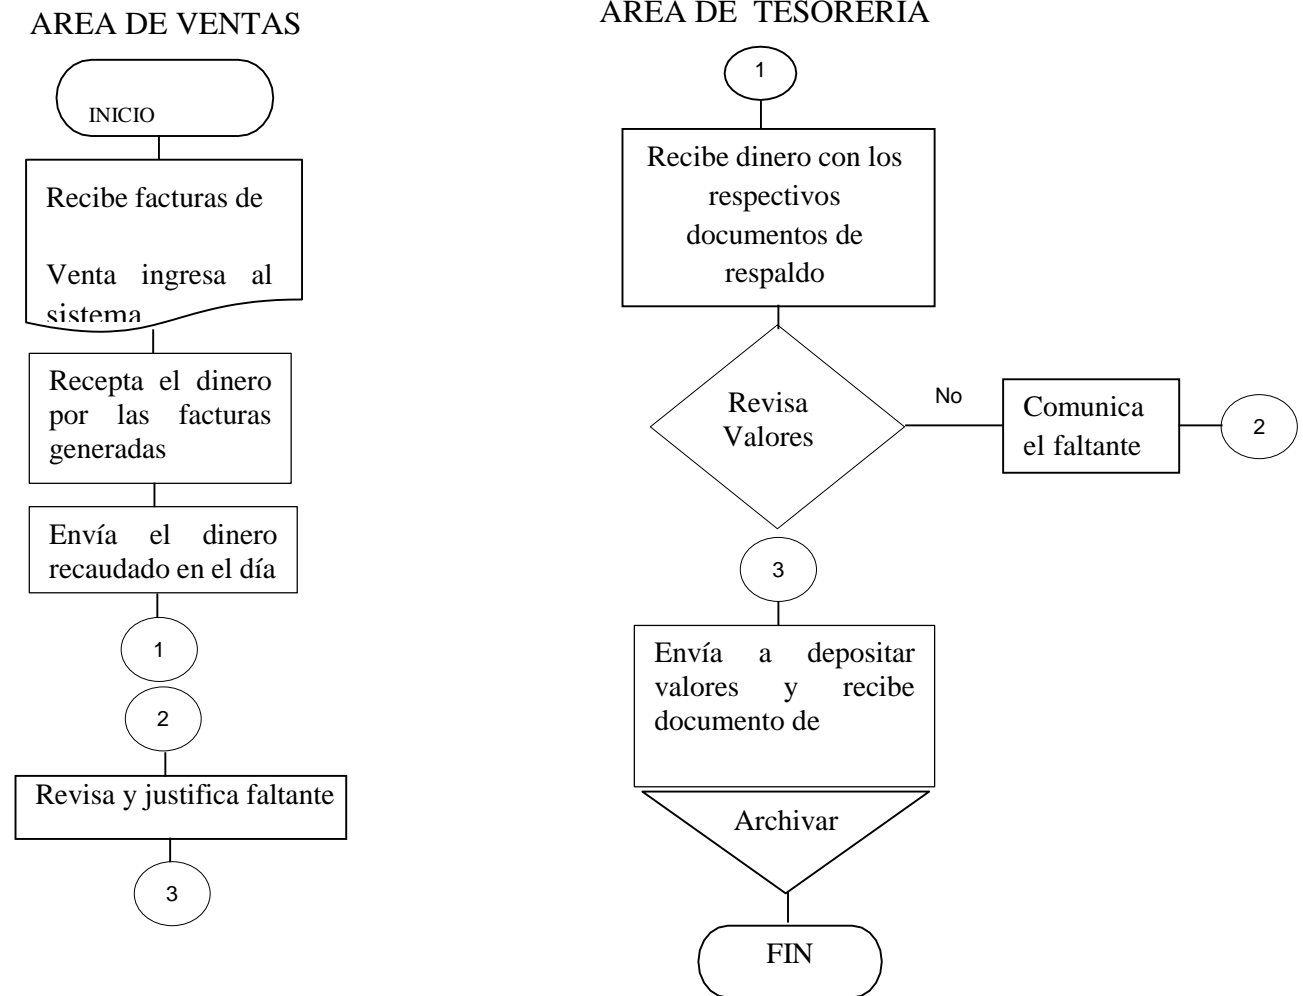 AREA DE VENTAS
INICIO
Recibe facturas de
Venta ingresa al
sistema
Recepta el dinero
por las facturas
generadas
Envía el dinero
recaudado en el día
1
2
Revisa y justifica faltante
3
AREA DE TESORERIA
1
Recibe dinero con los
respectivos
documentos de
respaldo
Revisa
Valores
No
Comunica
el faltante
2
3
Envía a depositar
valores y recibe
documento de
Archivar
FIN